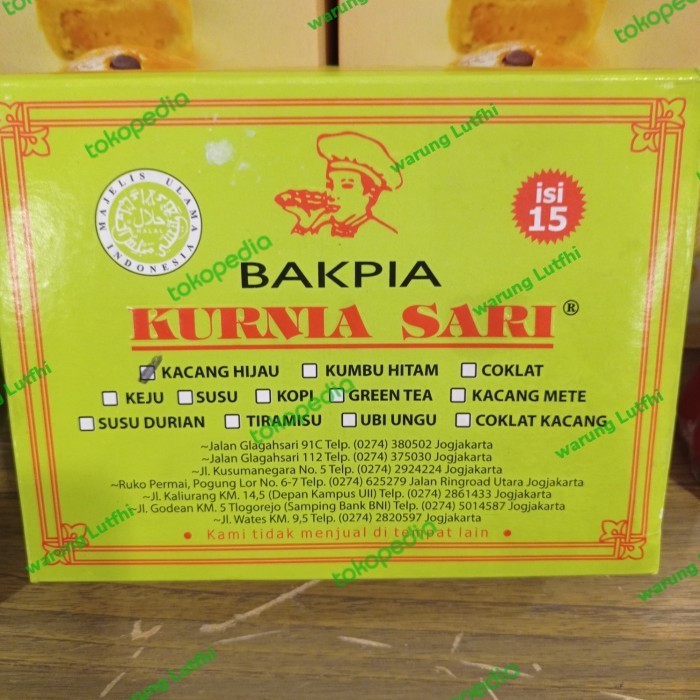 MAJELIS ULAMA
INDONESIA
حلال
HALAL
isi
15
BAKPIA
KURNIA SARI ®
KACANG HIJAU KUMBU HITAM COKLAT
KEJU SUSU KOPI GREEN TEA KACANG METE
SUSU DURIAN TIRAMISU UBI UNGU COKLAT KACANG
~Jalan Glagahsari 91C Telp. (0274) 380502 Jogjakarta
~Jalan Glagahsari 112 Telp. (0274) 375030 Jogjakarta
~Jl. Kusumanegara No. 5 Telp. (0274) 2924224 Jogjakarta
~Ruko Permai, Pogung Lor No. 6-7 Telp. (0274) 625279 Jalan Ringroad Utara Jogjakarta
~Jl. Kaliurang KM. 14,5 (Depan Kampus UII) Telp. (0274) 2861433 Jogjakarta
~Jl. Godean KM. 5 Tlogorejo (Samping Bank BNI) Telp. (0274) 5014587 Jogjakarta
~Jl. Wates KM. 9,5 Telp. (0274) 2820597 Jogjakarta
• Kami tidak menjual di tempat lain •
tokopedia
warung Lutfhi